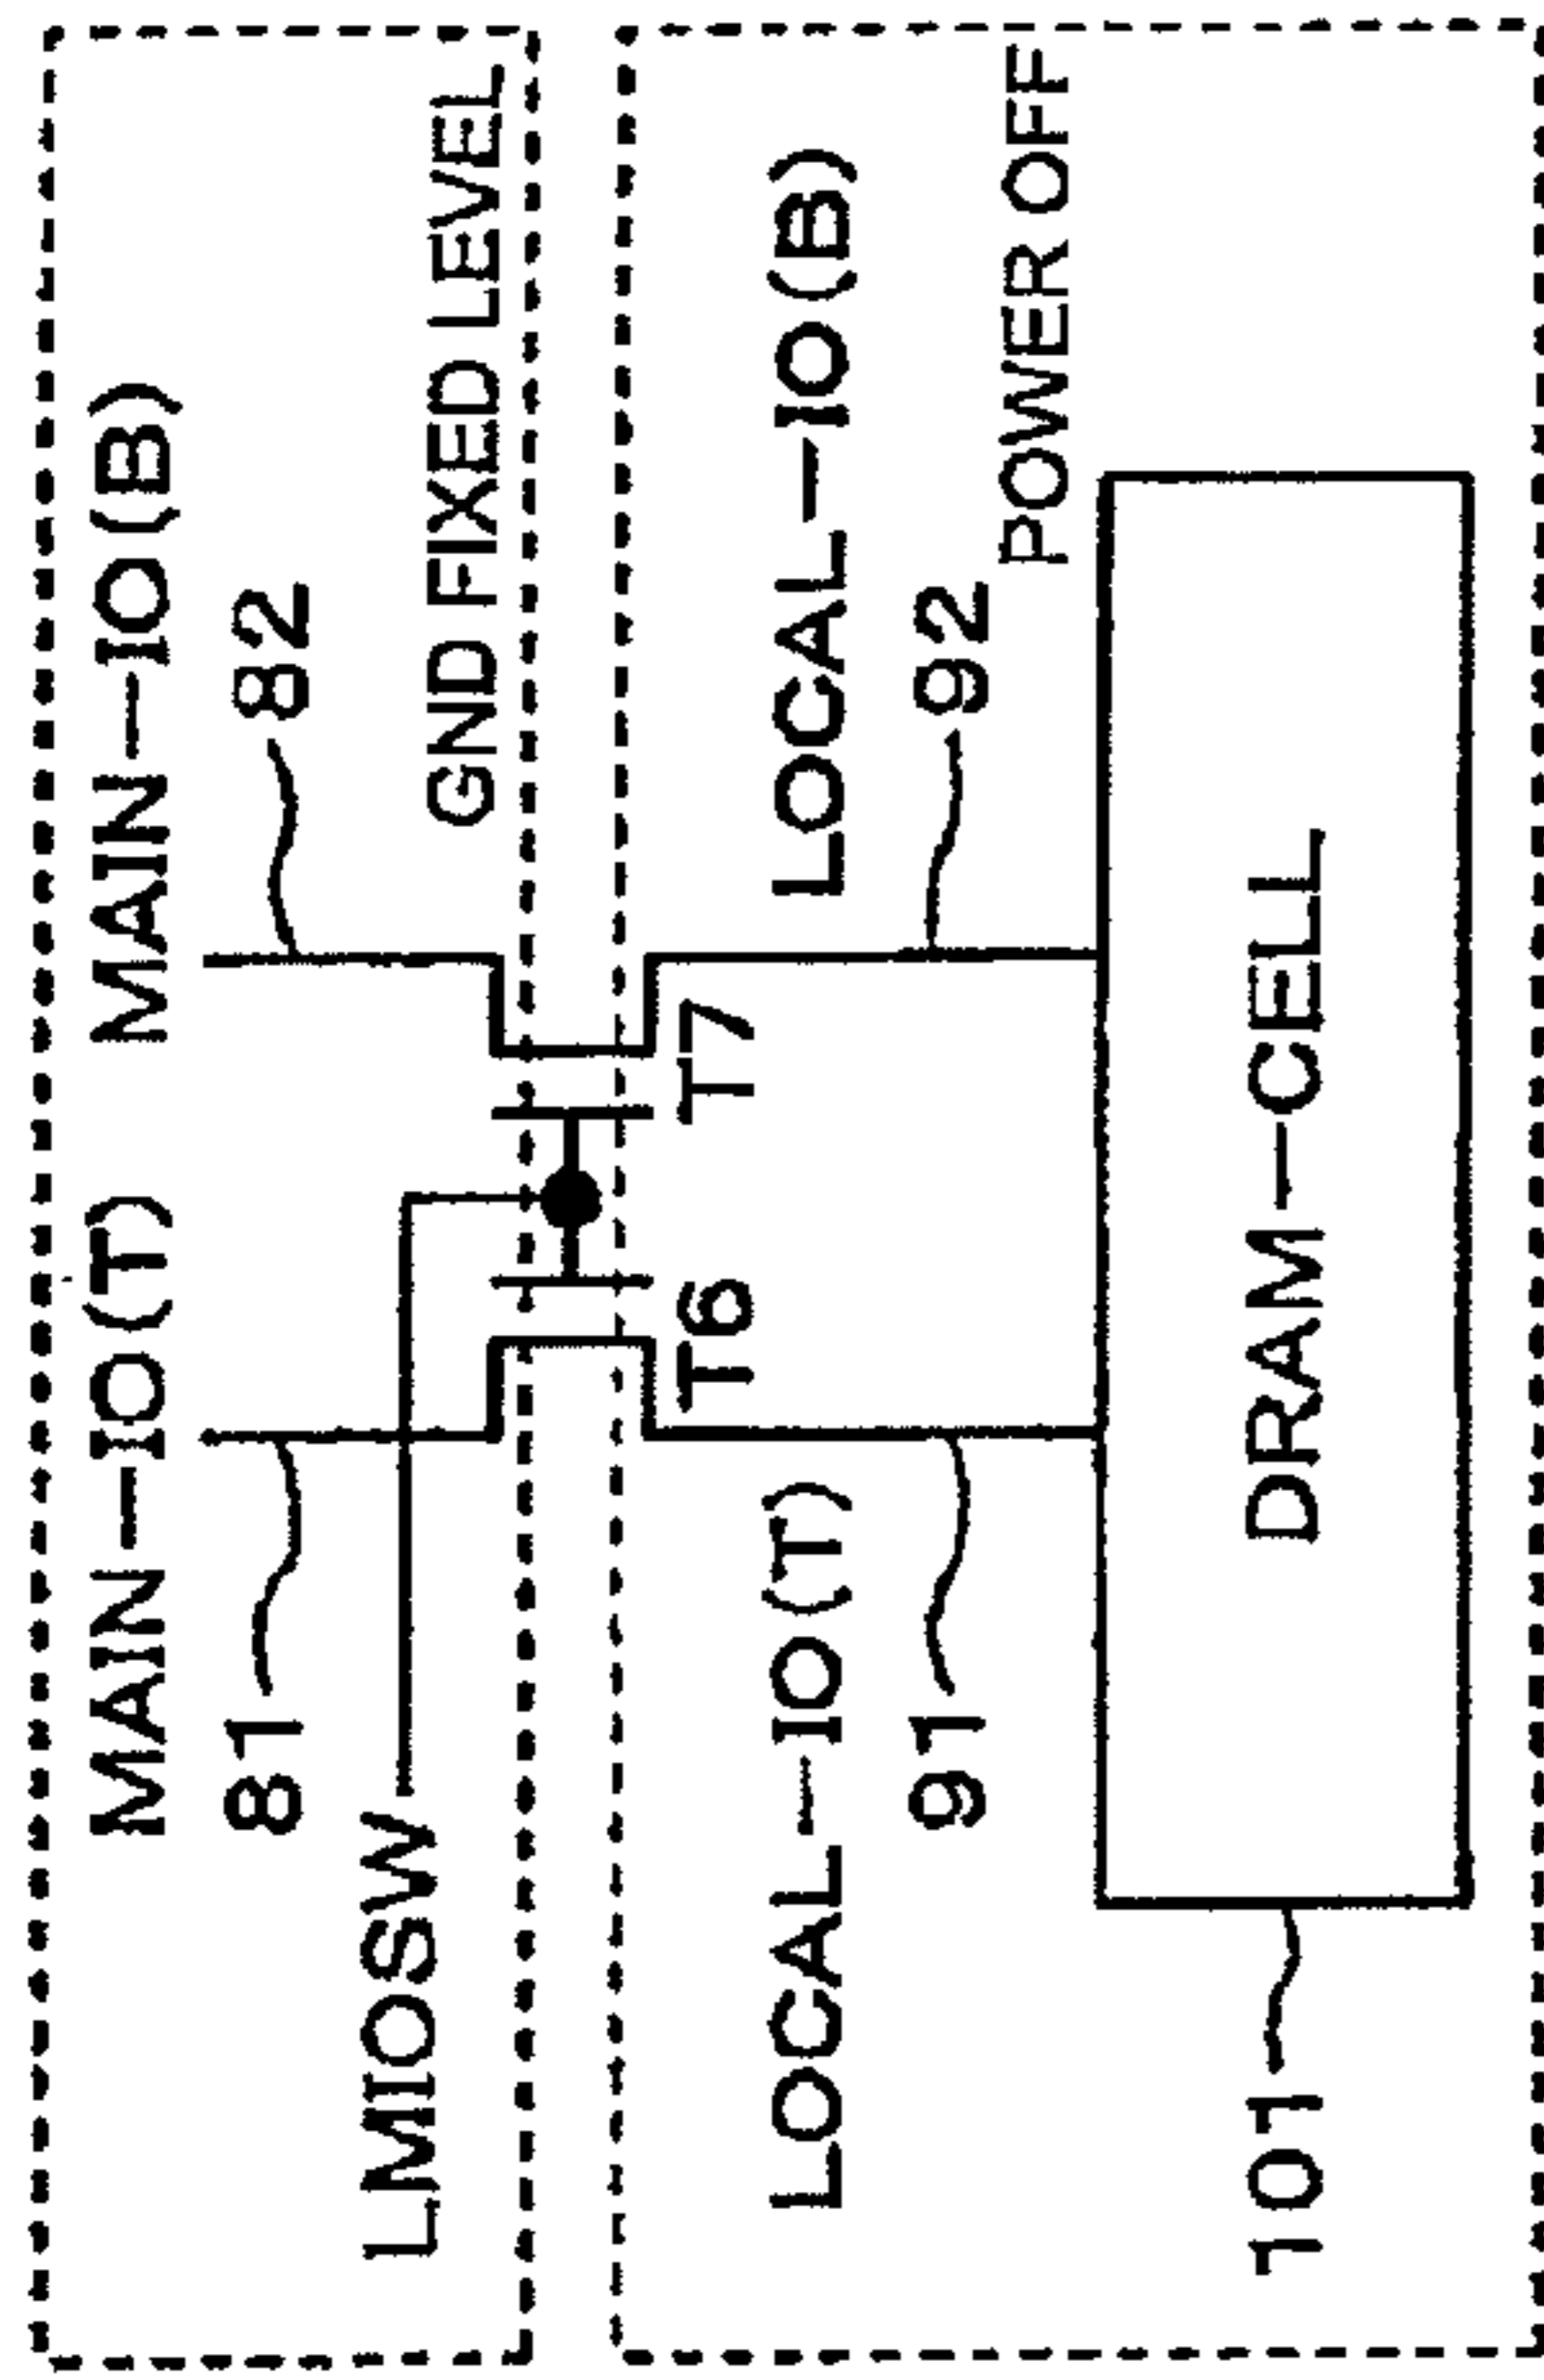 MAIN—IO(T)
MAIN—IO(B)
81
82
LMIOSW
GND FIXED LEVEL
T6
T7
LOCAL—IO(T)
LOCAL—IO(B)
91
92
POWER OFF
DRAM—CELL
101